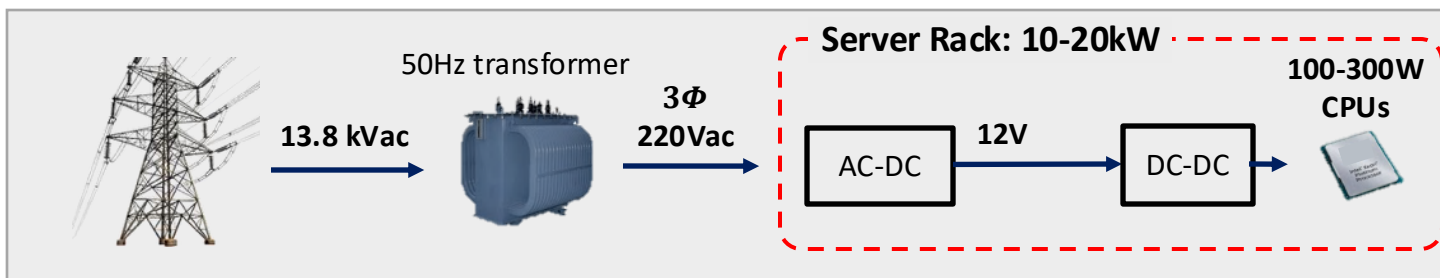 Server Rack: 10-20kW
50Hz transformer
100-300W
CPUs
3Φ
13.8 kVac
220Vac
12V
AC-DC
DC-DC